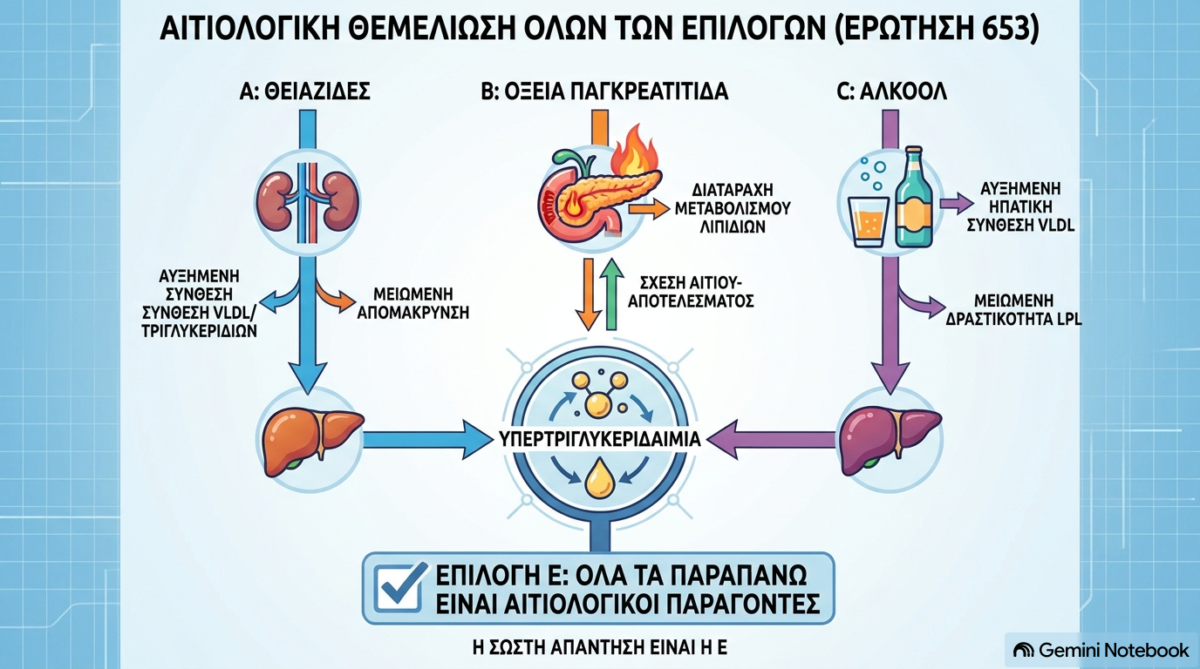 ΑΙΤΙΟΛΟΓΙΚΗ ΘΕΜΕΛΙΩΣΗ ΟΛΩΝ ΤΩΝ ΕΠΙΛΟΓΩΝ (ΕΡΩΤΗΣΗ 653)
Α: ΘΕΙΑΖΙΔΕΣ
Β: ΟΞΕΙΑ ΠΑΓΚΡΕΑΤΙΤΙΔΑ
C: ΑΛΚΟΟΛ
ΔΙΑΤΑΡΑΧΗ
ΜΕΤΑΒΟΛΙΣΜΟΥ
ΛΙΠΙΔΙΩΝ
ΑΥΞΗΜΕΝΗ
ΗΠΑΤΙΚΗ
ΣΥΝΘΕΣΗ VLDL
ΑΥΞΗΜΕΝΗ
ΣΥΝΘΕΣΗ
ΣΥΝΘΕΣΗ VLDL/
ΤΡΙΓΛΥΚΕΡΙΔΙΩΝ
ΜΕΙΩΜΕΝΗ
ΑΠΟΜΑΚΡΥΝΣΗ
ΣΧΕΣΗ ΑΙΤΙΟΥ-
ΑΠΟΤΕΛΕΣΜΑΤΟΣ
ΜΕΙΩΜΕΝΗ
ΔΡΑΣΤΙΚΟΤΗΤΑ LPL
ΥΠΕΡΤΡΙΓΛΥΚΕΡΙΔΑΙΜΙΑ
ΕΠΙΛΟΓΗ Ε: ΟΛΑ ΤΑ ΠΑΡΑΠΑΝΩ
ΕΙΝΑΙ ΑΙΤΙΟΛΟΓΙΚΟΙ ΠΑΡΑΓΟΝΤΕΣ
Η ΣΩΣΤΗ ΑΠΑΝΤΗΣΗ ΕΙΝΑΙ Η Ε
Gemini Notebook